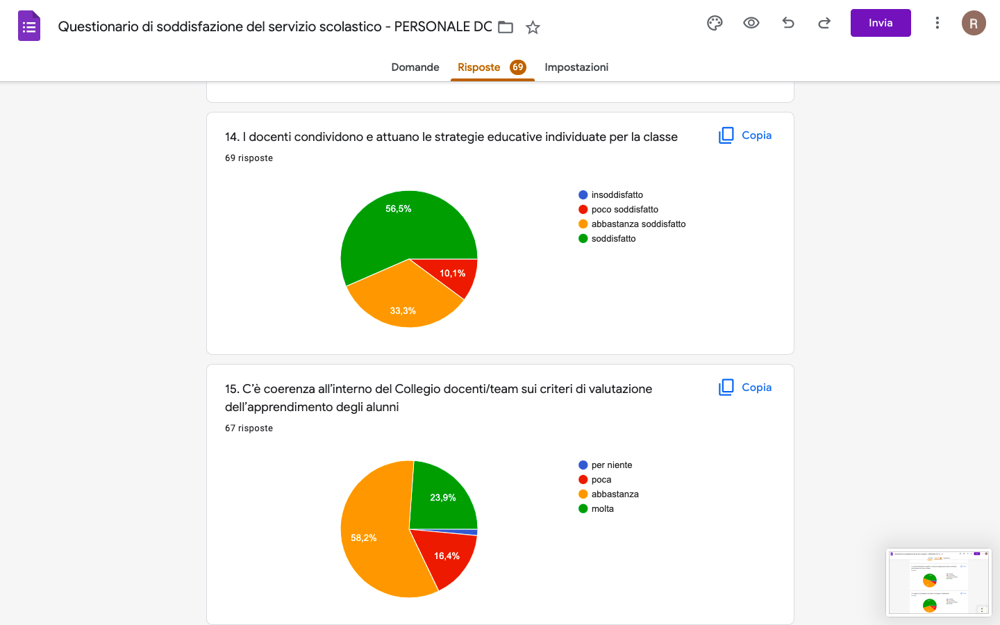 Questionario di soddisfazione del servizio scolastico - PERSONALE DO
Invia
R
Domande
Risposte 69
Impostazioni
14. I docenti condividono e attuano le strategie educative individuate per la classe
Copia
69 risposte
56,5%
10,1%
33,3%
insoddisfatto
poco soddisfatto
abbastanza soddisfatto
soddisfatto
15. C’è coerenza all’interno del Collegio docenti/team sui criteri di valutazione
dell’apprendimento degli alunni
Copia
67 risposte
23,9%
58,2%
16,4%
per niente
poca
abbastanza
molta